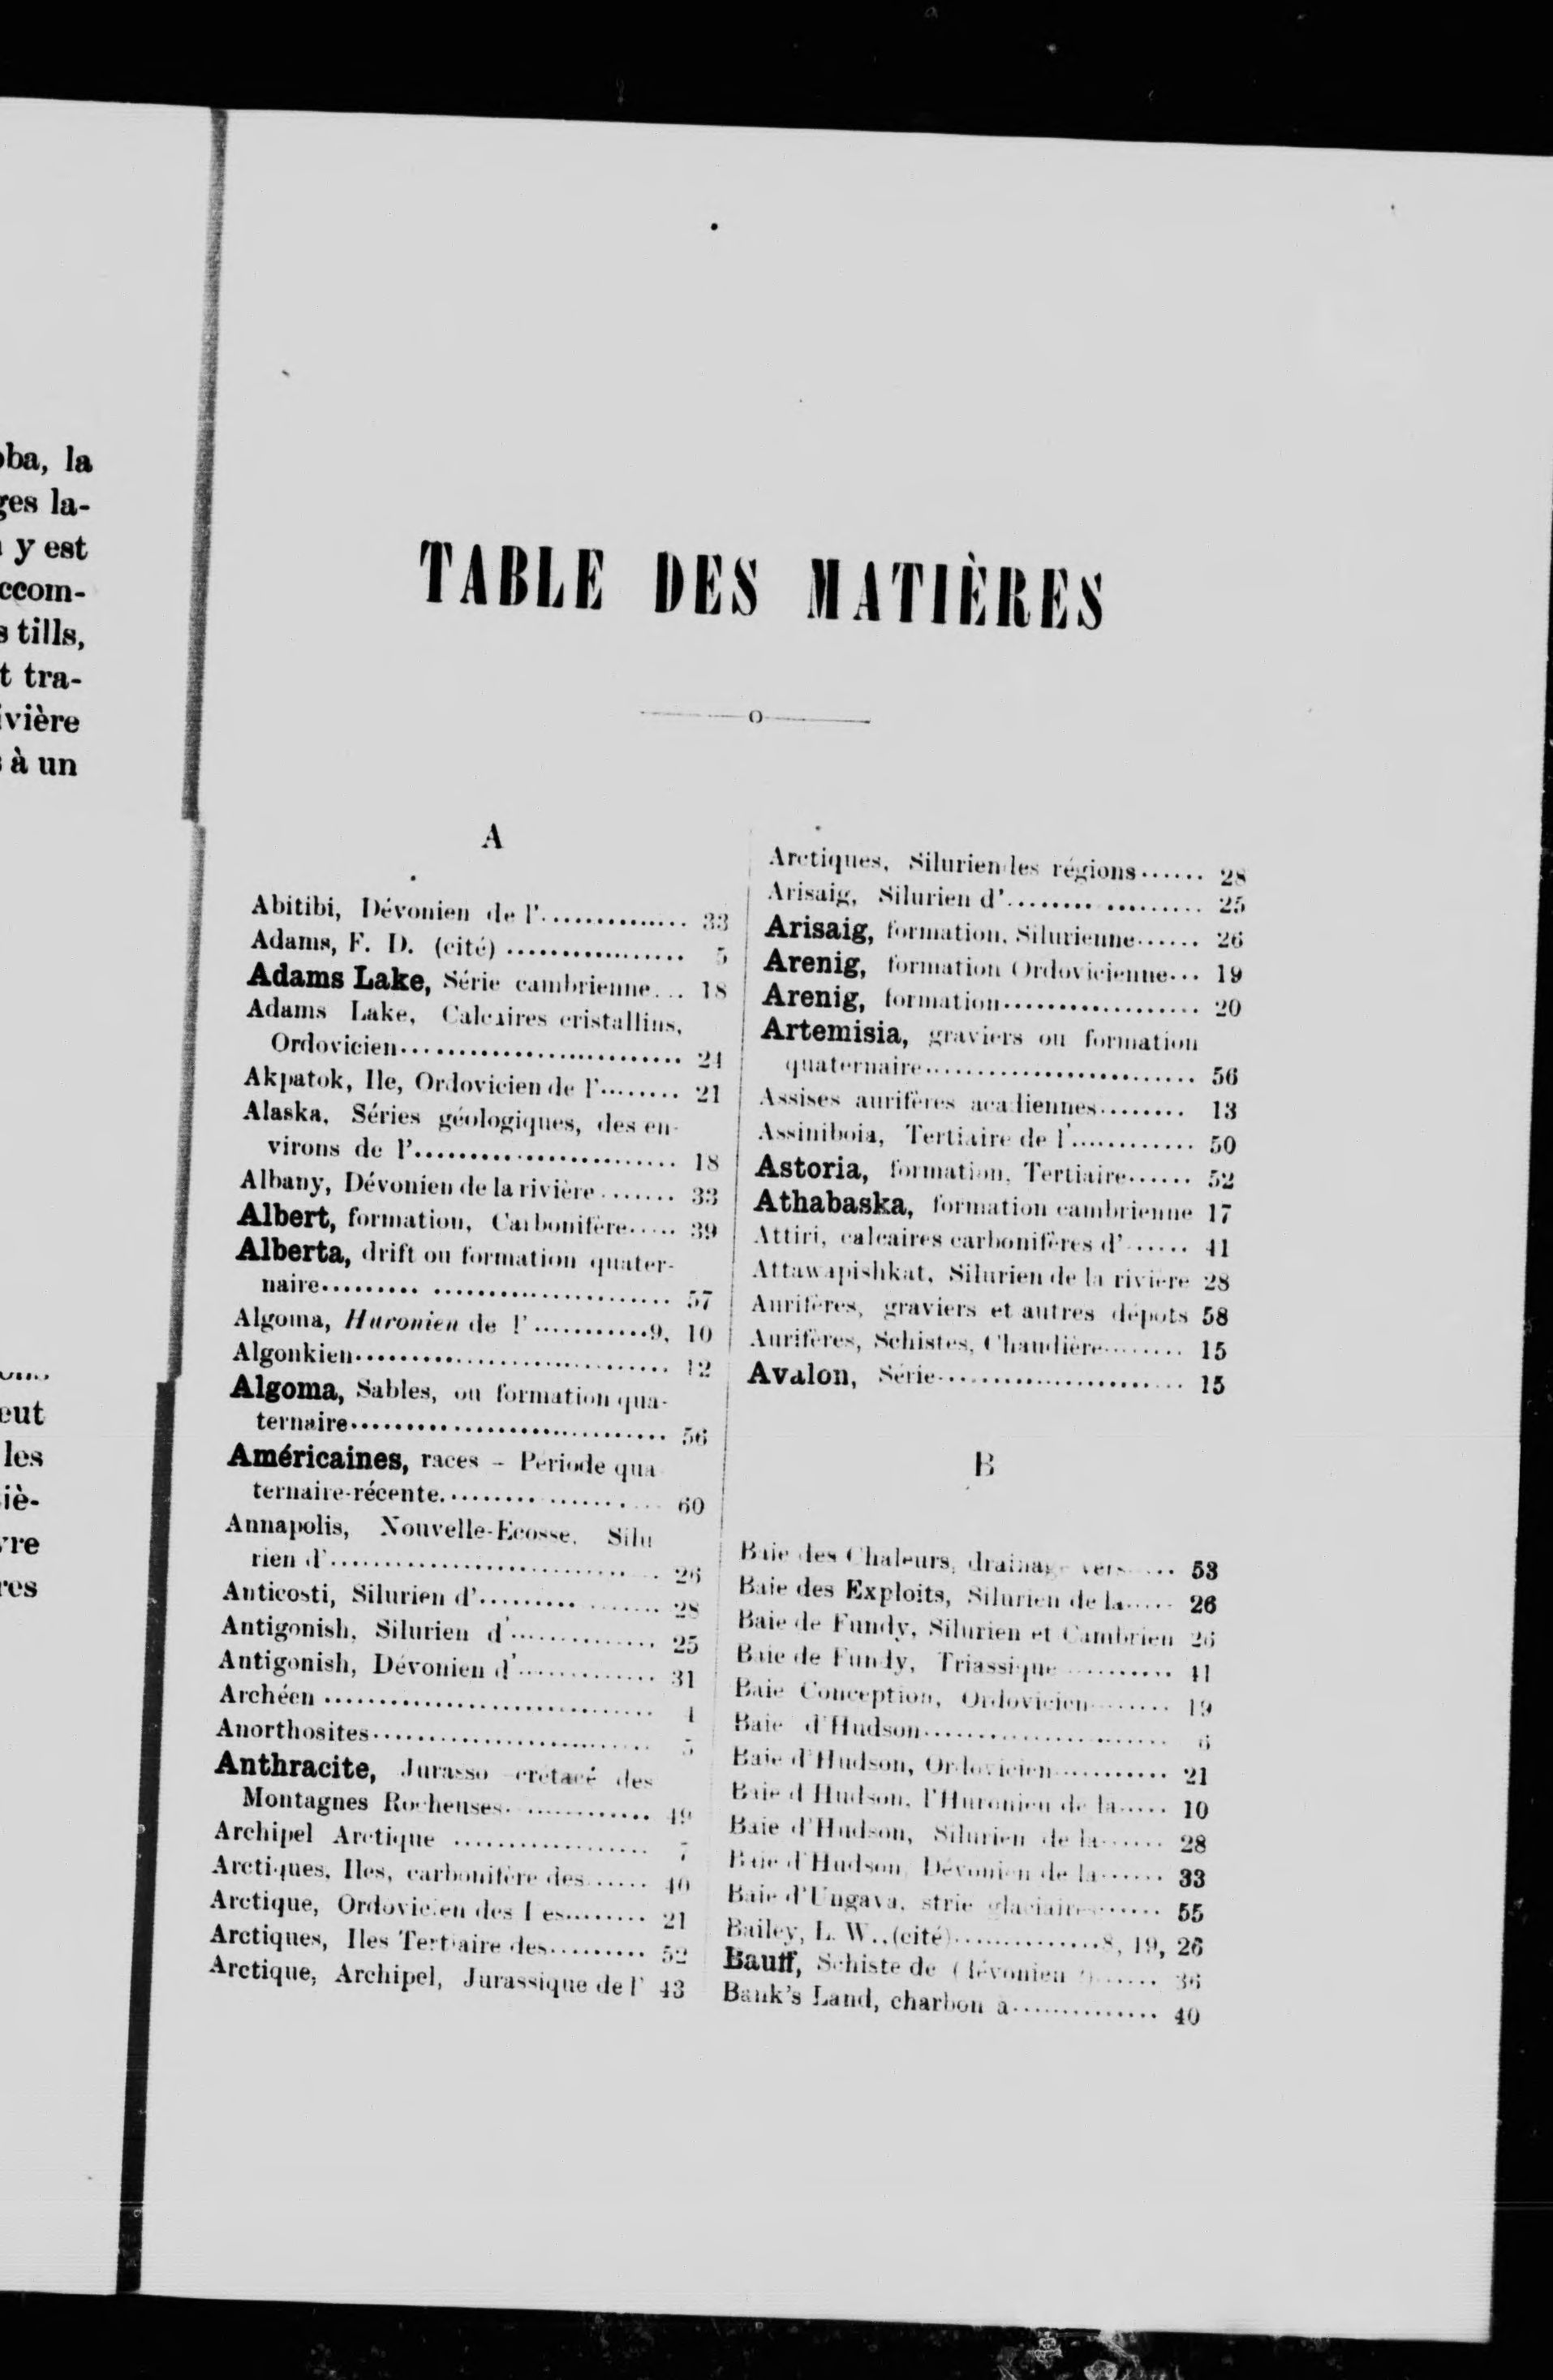 oba, la
ges la-
y est
ccom-
s tills,
t tra-
ivière
à un
eut
les
iè-
vre
res
TABLE DES MATIÈRES
A
Abitibi, Dévonien de l'.............. 33
Adams, F. D. (cité) ................. 5
Adams Lake, Série cambrienne... 18
Adams Lake, Calcaires cristallins,
Ordovicien............................ 24
Akpatok, Ile, Ordovicien de l'........ 21
Alaska, Séries géologiques, des en-
virons de l'.......................... 18
Albany, Dévonien de la rivière........ 33
Albert, formation, Carbonifère..... 39
Alberta, drift ou formation quater-
naire......... ........................ 57
Algoma, Huronien de l'...........9, 10
Algonkien............................... 12
Algoma, Sables, ou formation qua-
ternaire............................... 56
Américaines, races - Période qua
ternaire-récente..................... 60
Annapolis, Nouvelle-Ecosse, Silu
rien d'................................ 26
Anticosti, Silurien d'................. 28
Antigonish, Silurien d'.............. 25
Antigonish, Dévonien d'............. 31
Archéen ................................ 4
Anorthosites........................... 5
Anthracite, Jurasso-crétacé des
Montagnes Rocheuses............. 49
Archipel Arctique ................... 7
Arctiques, Iles, carbonifère des...... 40
Arctique, Ordovicien des Iles........ 21
Arctiques, Iles Tertiaire des......... 52
Arctique, Archipel, Jurassique de l' 43
Arctiques, Silurien des régions...... 28
Arisaig, Silurien d'................. 25
Arisaig, formation, Silurienne...... 26
Arenig, formation Ordovicienne... 19
Arenig, formation.................. 20
Artemisia, graviers ou formation
quaternaire.......................... 56
Assises aurifères acadiennes........ 13
Assiniboia, Tertiaire de l'............ 50
Astoria, formation, Tertiaire...... 52
Athabaska, formation cambrienne 17
Attiri, calcaires carbonifères d'...... 41
Attawapishkat, Silurien de la rivière 28
Aurifères, graviers et autres dépots 58
Aurifères, Schistes, Chaudière........ 15
Avalon, Série....................... 15
B
Baie des Chaleurs, drainage vers..... 53
Baie des Exploits, Silurien de la..... 26
Baie de Fundy, Silurien et Cambrien 26
Baie de Fundy, Triassique........... 41
Baie Conception, Ordovicien........ 19
Baie d'Hudson....................... 6
Baie d'Hudson, Ordovicien........... 21
Baie d'Hudson, l'Huronien de la..... 10
Baie d'Hudson, Silurien de la...... 28
Baie d'Hudson, Dévonien de la...... 33
Baie d'Ungava, strie glaciaires...... 55
Bailey, L. W., (cité)...............8, 19, 26
Bauff, Schiste de (dévonien ?)...... 36
Bank's Land, charbon à............... 40